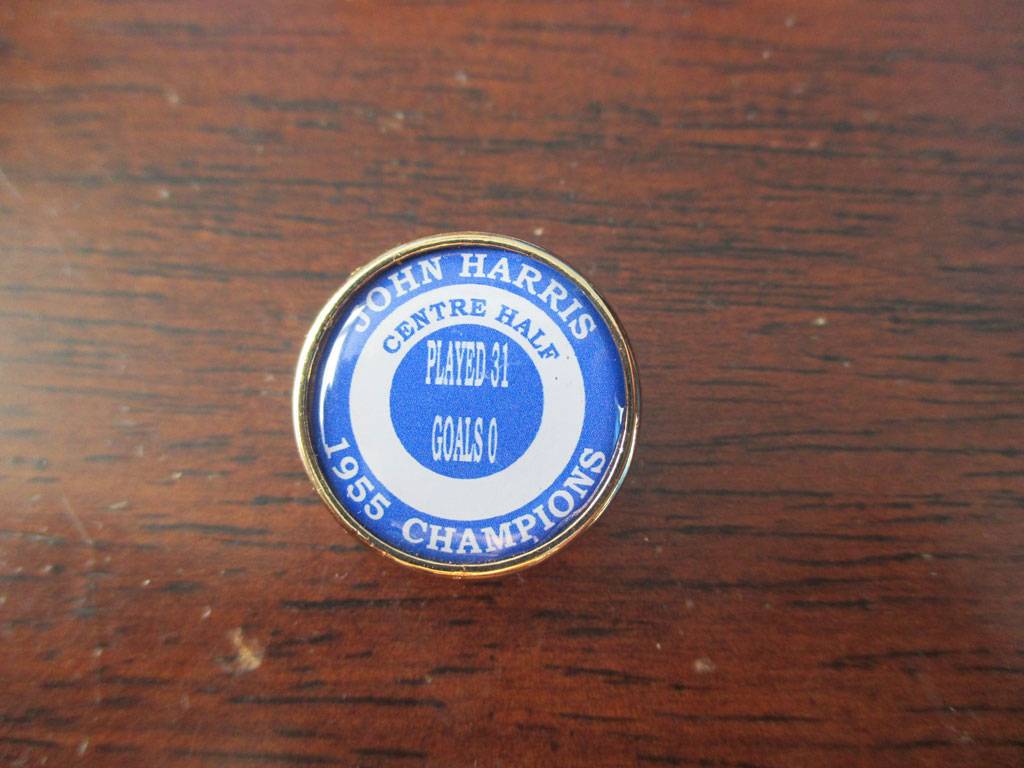 JOHN HARRIS
CENTRE HALF
PLAYED 31
GOALS 0
1955 CHAMPIONS